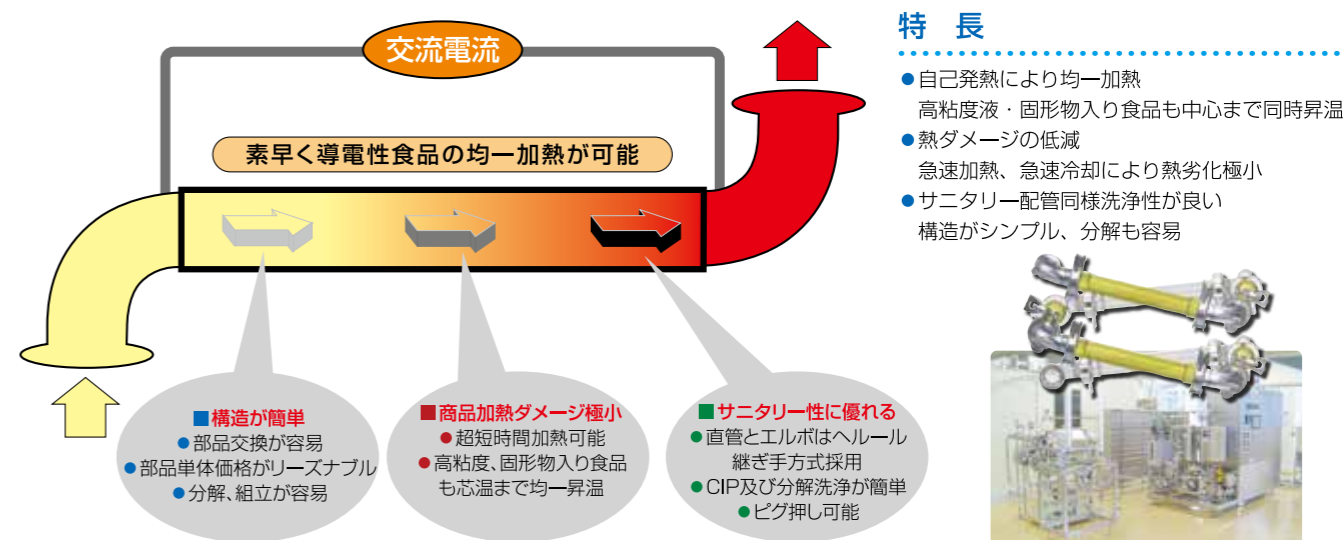 交流電流
素早く導電性食品の均一加熱が可能
■構造が簡単
●部品交換が容易
●部品単体価格がリーズナブル
●分解、組立が容易
■商品加熱ダメージ極小
●超短時間加熱可能
●高粘度、固形物入り食品
も芯温まで均一昇温
■サニタリー性に優れる
●直管とエルボはヘルール
継ぎ手方式採用
●CIP及び分解洗浄が簡単
●ピグ押し可能
特 長
●自己発熱により均一加熱
高粘度液・固形物入り食品も中心まで同時昇温
●熱ダメージの低減
急速加熱、急速冷却により熱劣化極小
●サニタリー配管同様洗浄性が良い
構造がシンプル、分解も容易